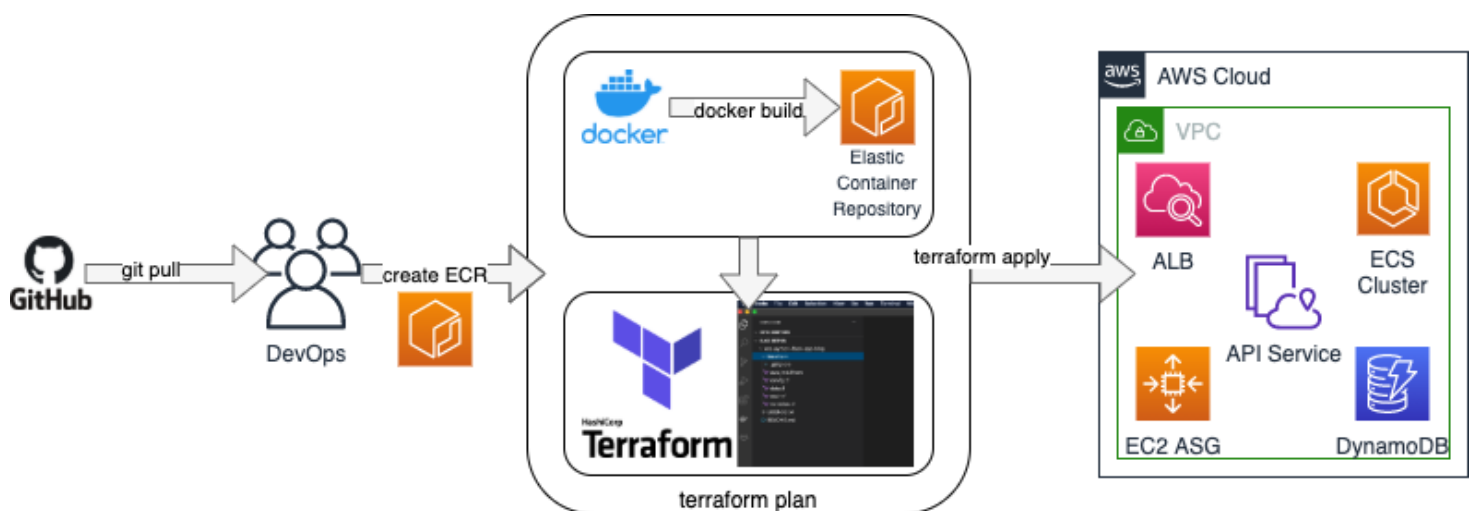 GitHub
git pull
DevOps
create ECR
docker
docker build
Elastic
Container
Repository
HashiCorp
Terraform
terraform plan
terraform apply
aws
AWS Cloud
VPC
ALB
ECS
Cluster
API Service
EC2 ASG
DynamoDB